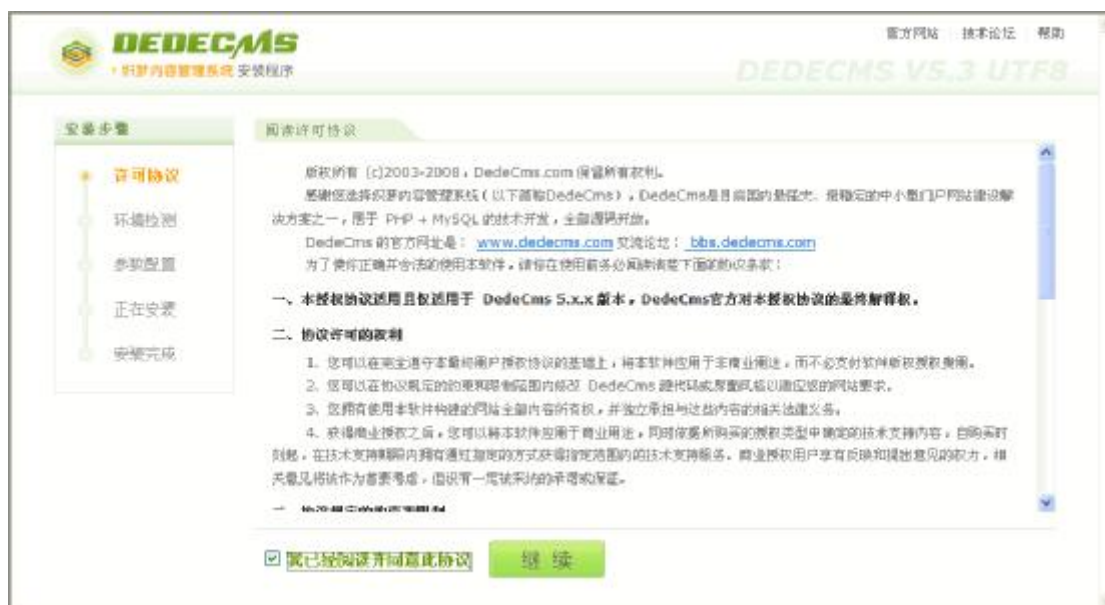 DEDECMS
织梦内容管理系统 安装程序
官方网站 技术论坛 帮助
DEDECMS V5.3 UTF8
安装步骤
许可协议
环境检测
参数配置
正在安装
安装完成
阅读许可协议
版权所有 (c)2003-2008，DedeCms.com 保留所有权利。
感谢您选择织梦内容管理系统（以下简称DedeCms），DedeCms是目前国内最强大、最稳定的中小型门户网站建设解
决方案之一，基于 PHP + MySQL 的技术开发，全部源码开放。
DedeCms 的官方网址是： www.dedecms.com 交流论坛： bbs.dedecms.com
为了使你正确并合法的使用本软件，请你在使用前务必阅读清楚下面的协议条款：
一、本授权协议适用且仅适用于 DedeCms 5.x.x 版本，DedeCms官方对本授权协议的最终解释权。
二、协议许可的权利
1、您可以在完全遵守本最终用户授权协议的基础上，将本软件应用于非商业用途，而不必支付软件版权授权费用。
2、您可以在协议规定的约束和限制范围内修改 DedeCms 源代码或界面风格以适应您的网站要求。
3、您拥有使用本软件构建的网站全部内容所有权，并独立承担与这些内容的相关法律义务。
4、获得商业授权之后，您可以将本软件应用于商业用途，同时依据所购买的授权类型中确定的技术支持内容，自购买时
刻起，在技术支持期限内拥有通过指定的方式获得指定范围内的技术支持服务。商业授权用户享有反映和提出意见的权力，相
关意见将被作为首要考虑，但没有一定被采纳的承诺或保证。
我已经阅读并同意此协议
继 续